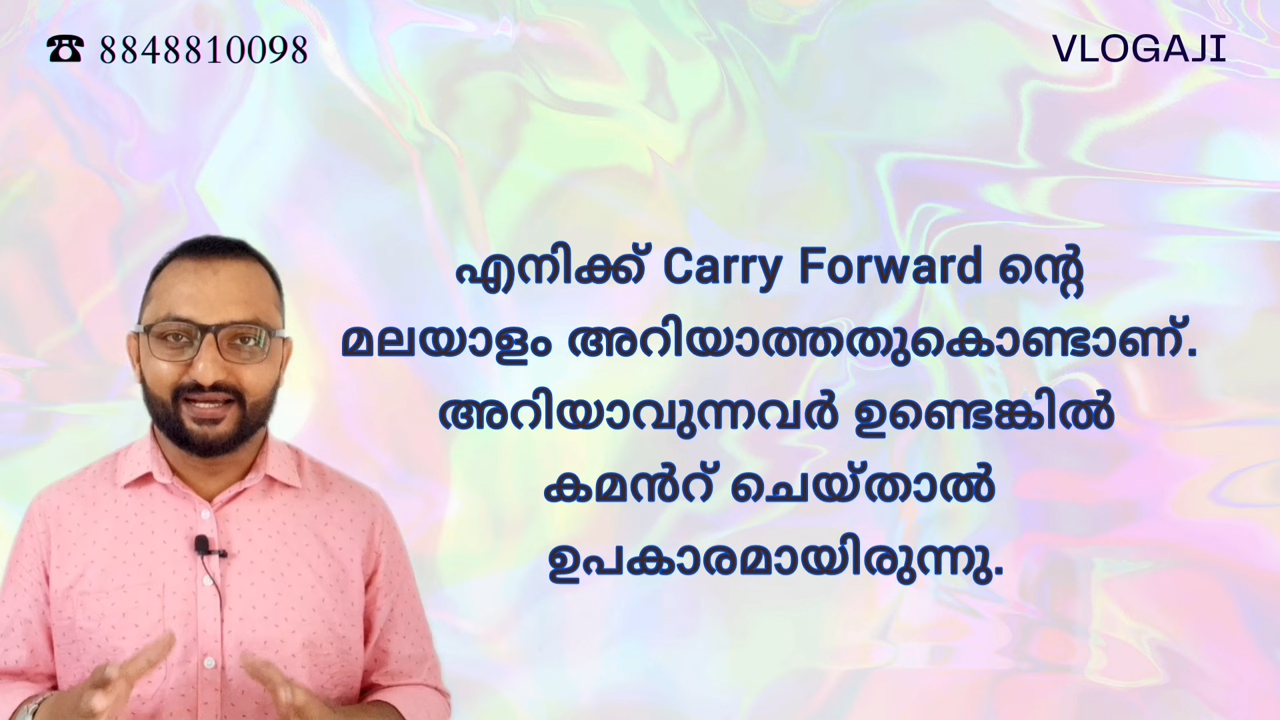 ☎ 8848810098
VLOGAJI
എനിക്ക് Carry Forward ന്റെ
മലയാളം അറിയാത്തതുകൊണ്ടാണ്.
അറിയാവുന്നവർ ഉണ്ടെങ്കിൽ
കമൻറ് ചെയ്താൽ
ഉപകാരമായിരുന്നു.